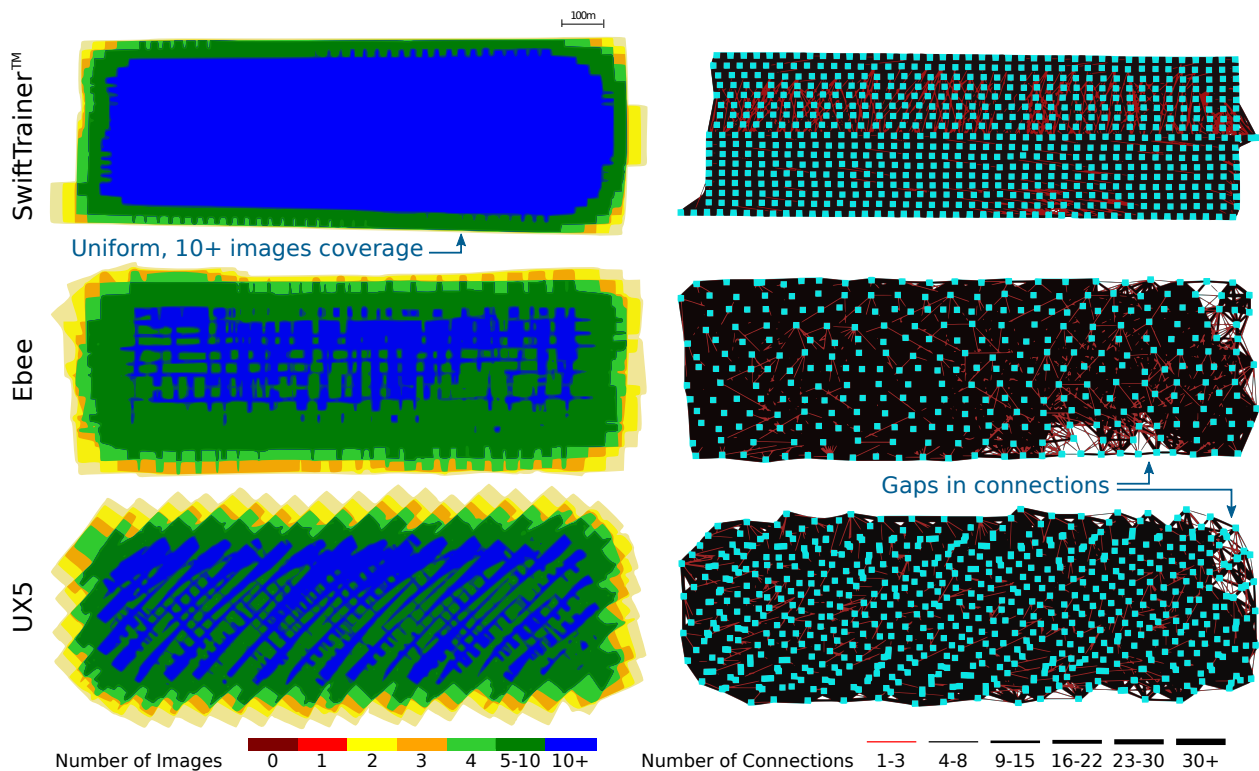 100m
SwiftTrainer™
Uniform, 10+ images coverage
Ebee
Gaps in connections
UX5
Number of Images 0 1 2 3 4 5-10 10+
Number of Connections 1-3 4-8 9-15 16-22 23-30 30+